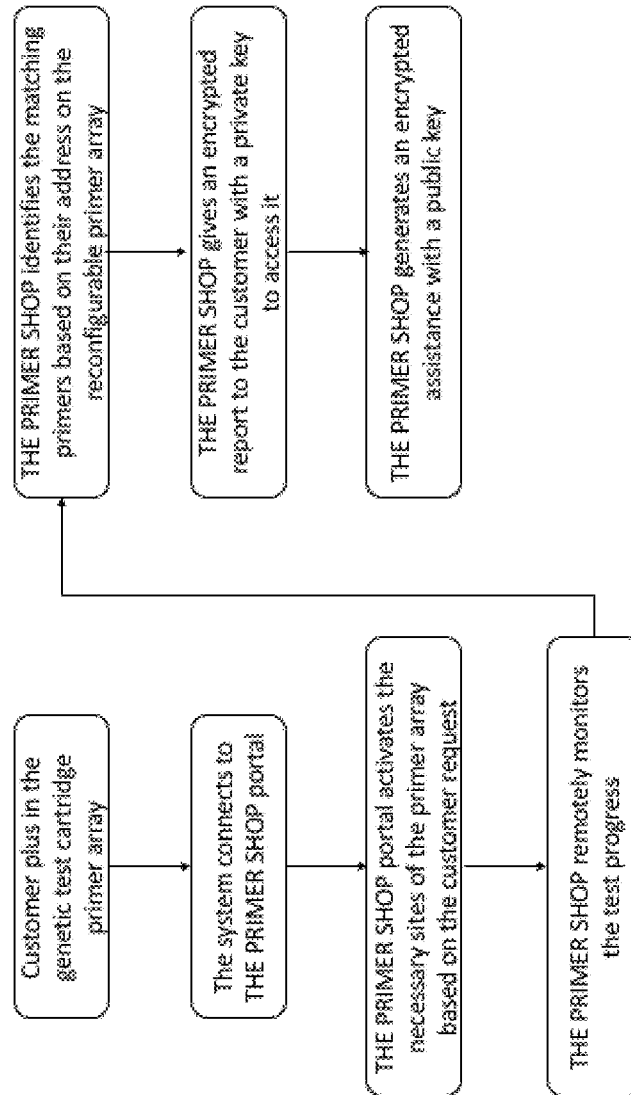 Customer plus in the
genetic test cartridge
primer array
The system connects to
THE PRIMER SHOP portal
THE PRIMER SHOP portal activates the
necessary sites of the primer array
based on the customer request
THE PRIMER SHOP remotely monitors
the test progress
THE PRIMER SHOP identifies the matching
primers based on their address on the
reconfigurable primer array
THE PRIMER SHOP gives an encrypted
report to the customer with a private key
to access it
THE PRIMER SHOP generates an encrypted
assistance with a public key